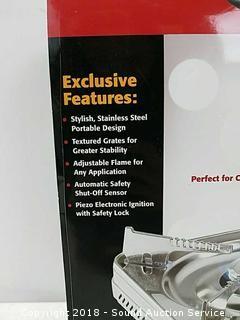 Exclusive
Features:
• Stylish, Stainless Steel
Portable Design
• Textured Grates for
Greater Stability
• Adjustable Flame for
Any Application
• Automatic Safety
Shut-Off Sensor
• Piezo Electronic Ignition
with Safety Lock
Perfect for
Copyright 2018 - Sound Auction Service